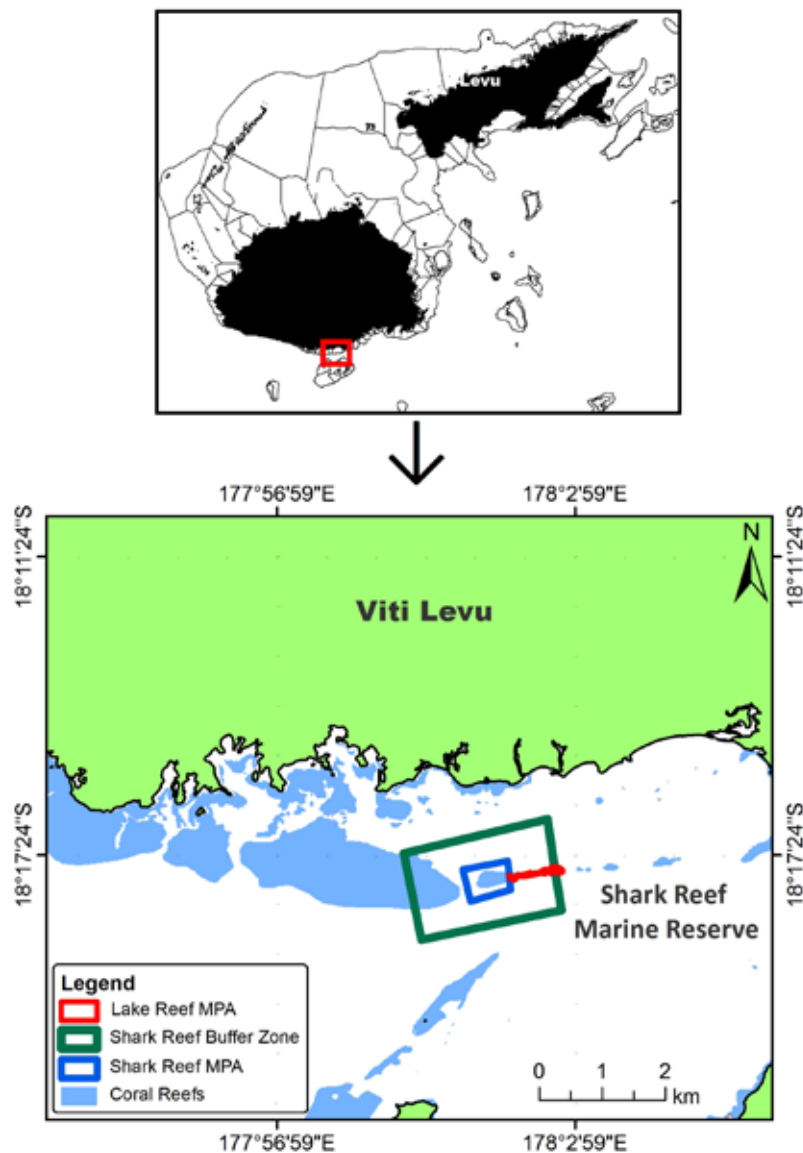 Levu
177°56'59"E
178°2'59"E
18°11'24"S
18°11'24"S
N
Viti Levu
18°17'24"S
18°17'24"S
Shark Reef
Marine Reserve
Legend
Lake Reef MPA
Shark Reef Buffer Zone
Shark Reef MPA
Coral Reefs
0
1
2
km
177°56'59"E
178°2'59"E